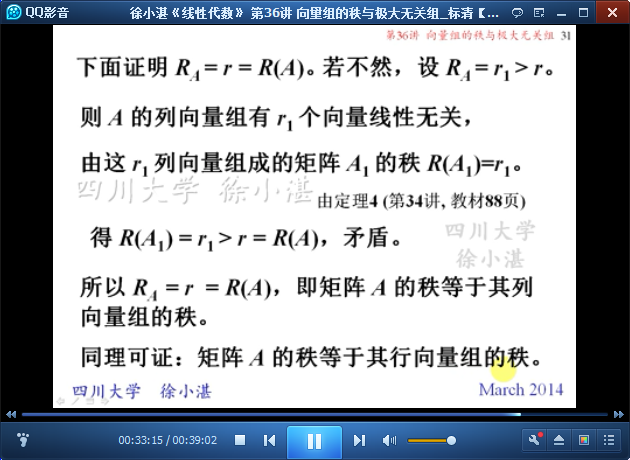 QQ影音
徐小湛《线性代数》 第36讲 向量组的秩与极大无关组_标清【...
第36讲 向量组的秩与极大无关组 31
下面证明 R_A = r = R(A)。若不然，设 R_A = r₁ > r。
则 A 的列向量组有 r₁ 个向量线性无关，
由这 r₁ 列向量组成的矩阵 A₁ 的秩 R(A₁)=r₁。
四川大学 徐小湛
由定理4 (第34讲, 教材88页)
得 R(A₁) = r₁ > r = R(A)，矛盾。
四川大学
徐小湛
所以 R_A = r = R(A)，即矩阵 A 的秩等于其列
向量组的秩。
同理可证：矩阵 A 的秩等于其行向量组的秩。
四川大学 徐小湛
March 2014
00:33:15 / 00:39:02